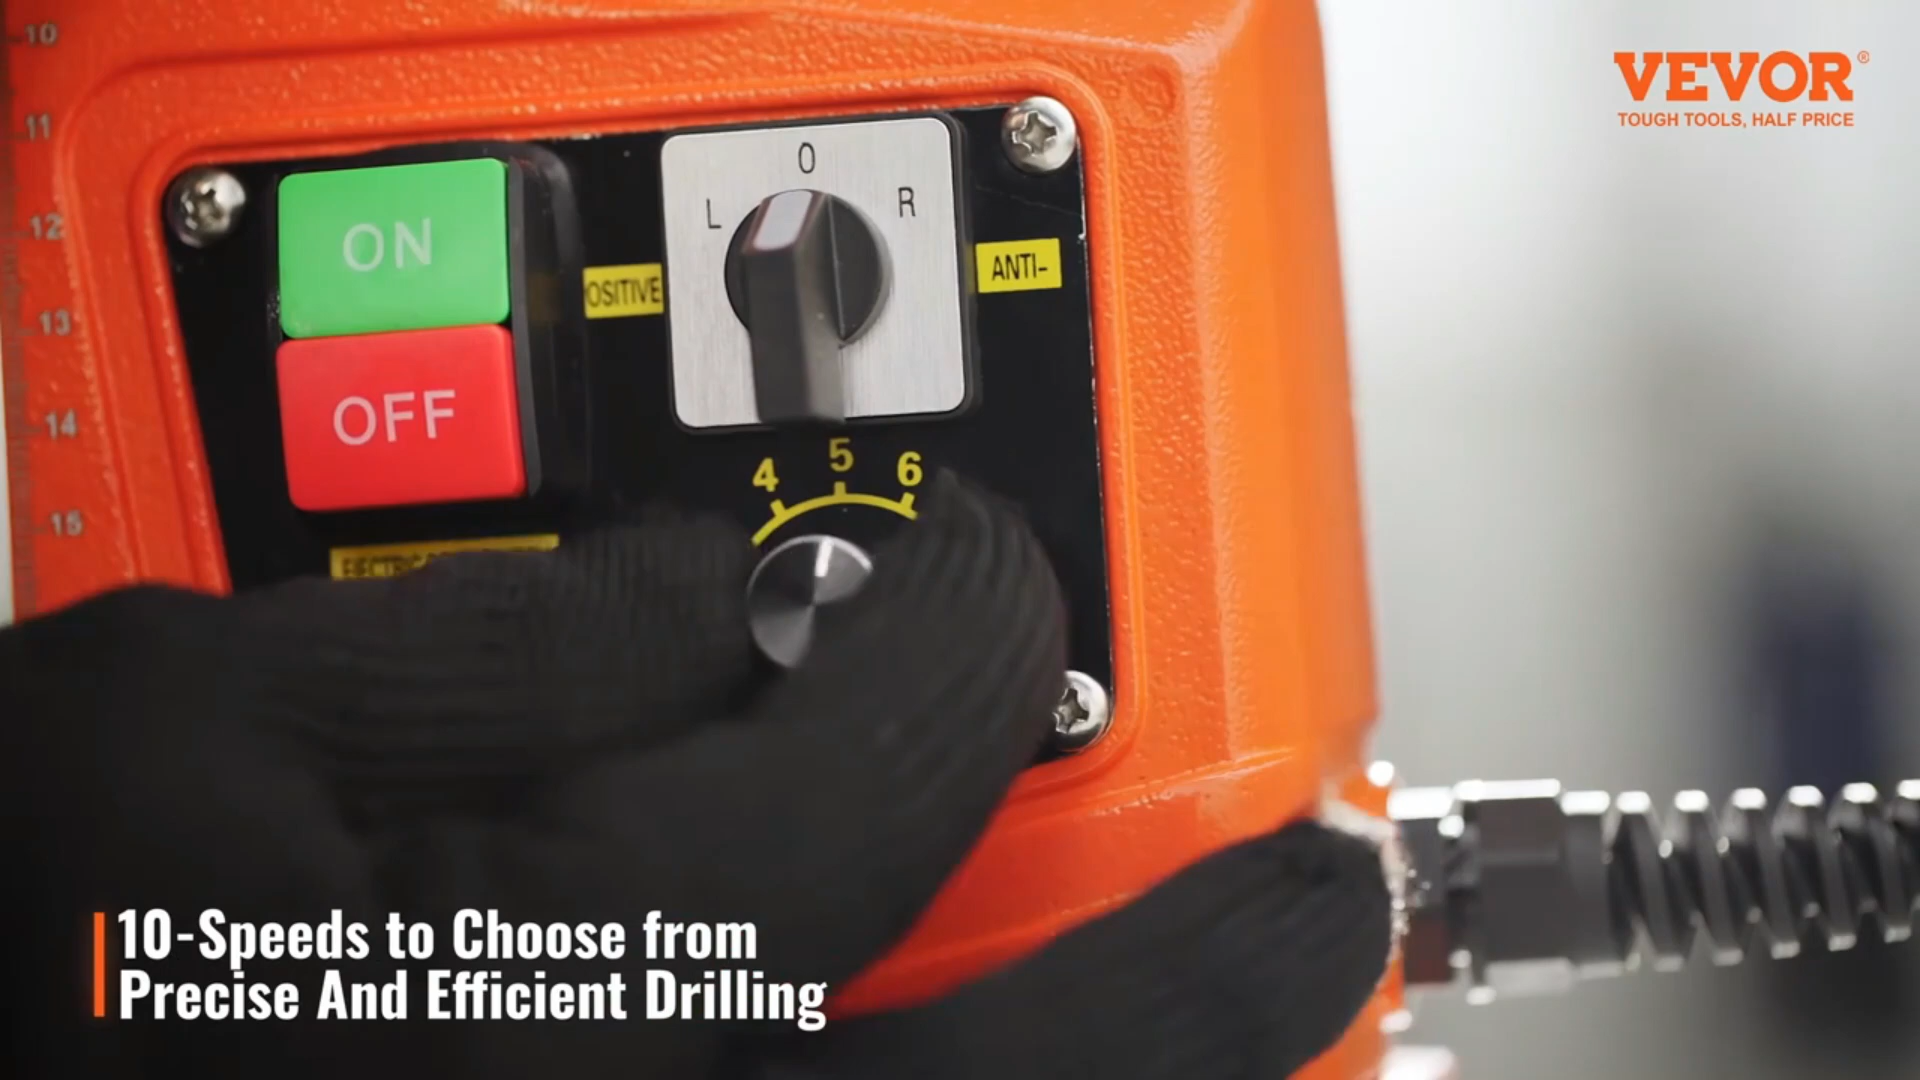 10
11
12
13
14
15
VEVOR®
TOUGH TOOLS, HALF PRICE
ON
OFF
L
O
R
OSITIVE
ANTI-
4
5
6
10-Speeds to Choose from
Precise And Efficient Drilling